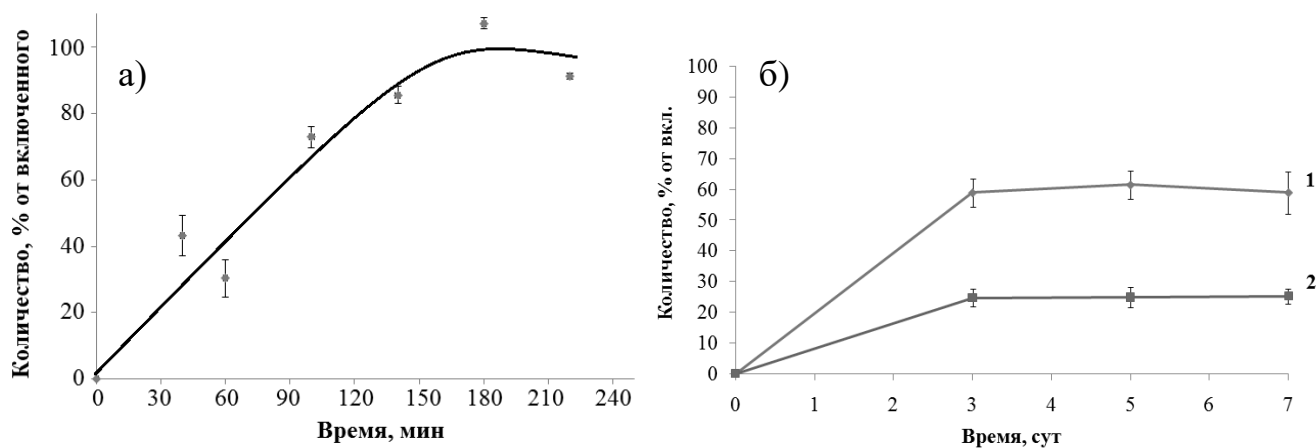 а)
Количество, % от включенного
100
80
60
40
20
0
0 30 60 90 120 150 180 210 240
Время, мин
б)
Количество, % от вкл.
100
90
80
70
60
50
40
30
20
10
0
0 1 2 3 4 5 6 7
Время, сут
1
2